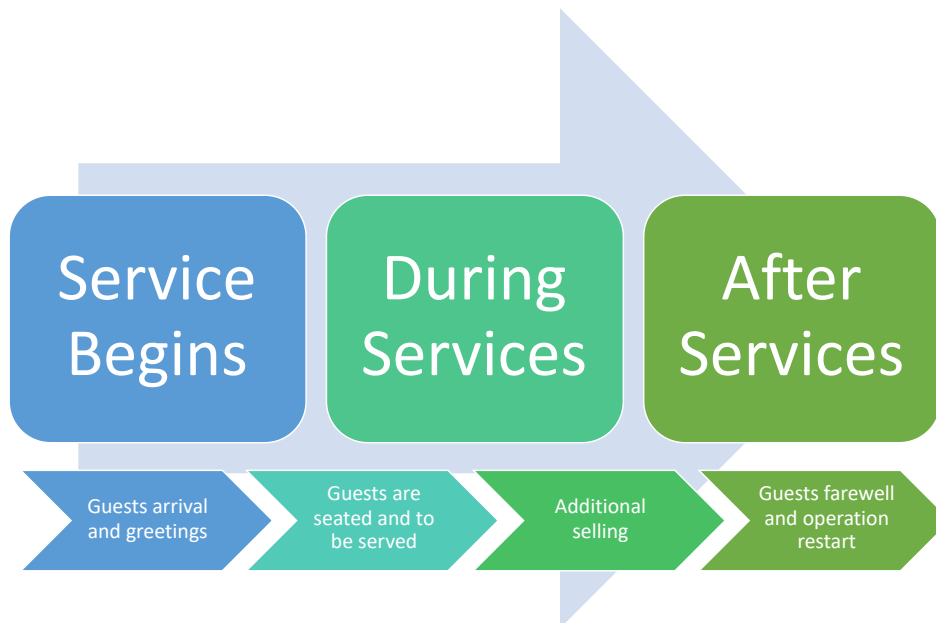 Service
Begins
During
Services
After
Services
Guests arrival
and greetings
Guests are
seated and to
be served
Additional
selling
Guests farewell
and operation
restart